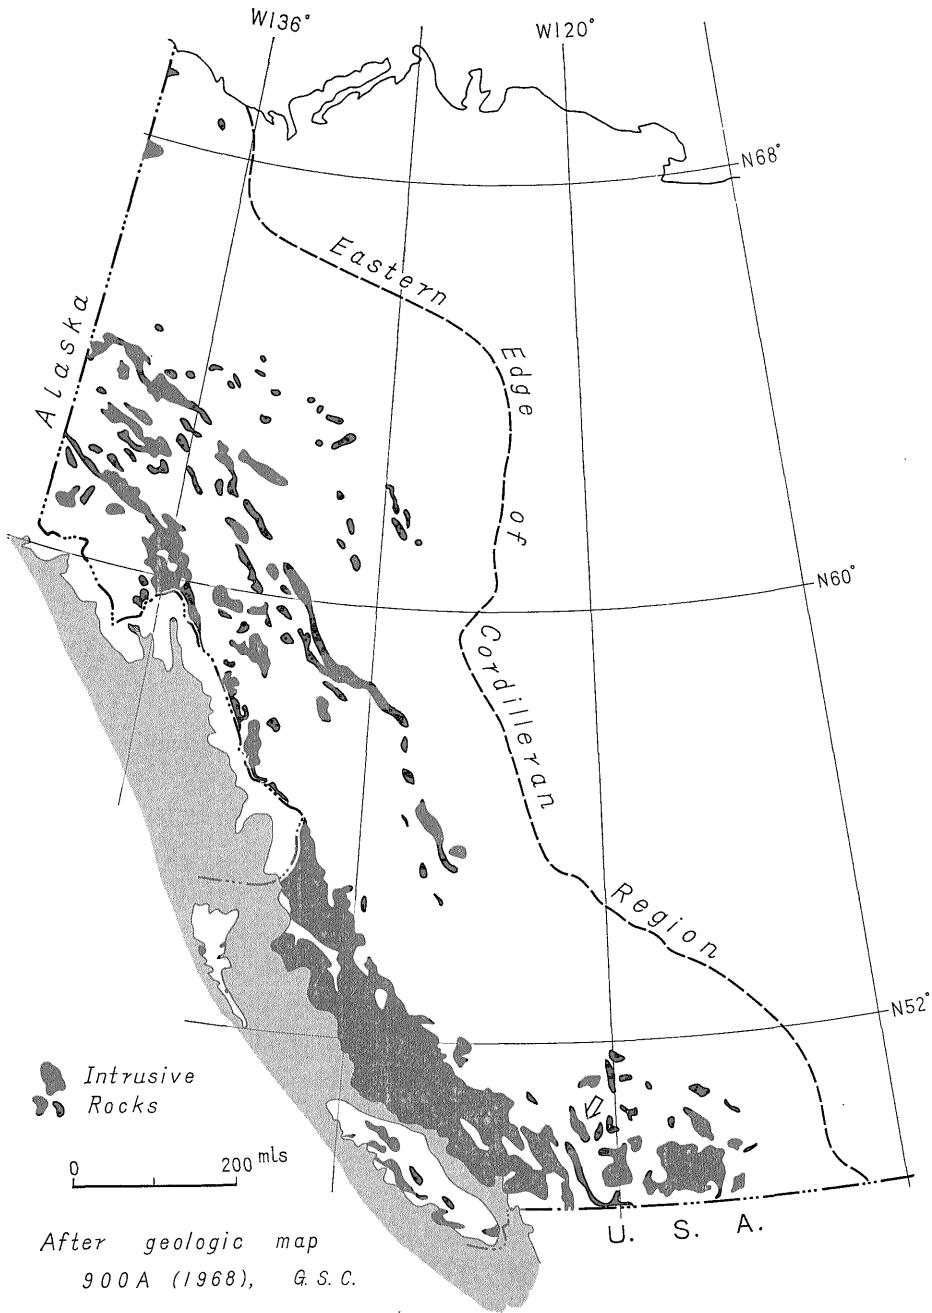 W136°
W120°
N68°
Eastern
Edge
of
Cordilleran
Region
Alaska
N60°
N52°
Intrusive
Rocks
0 200 mls
U. S. A.
After geologic map
900A (1968), G.S.C.